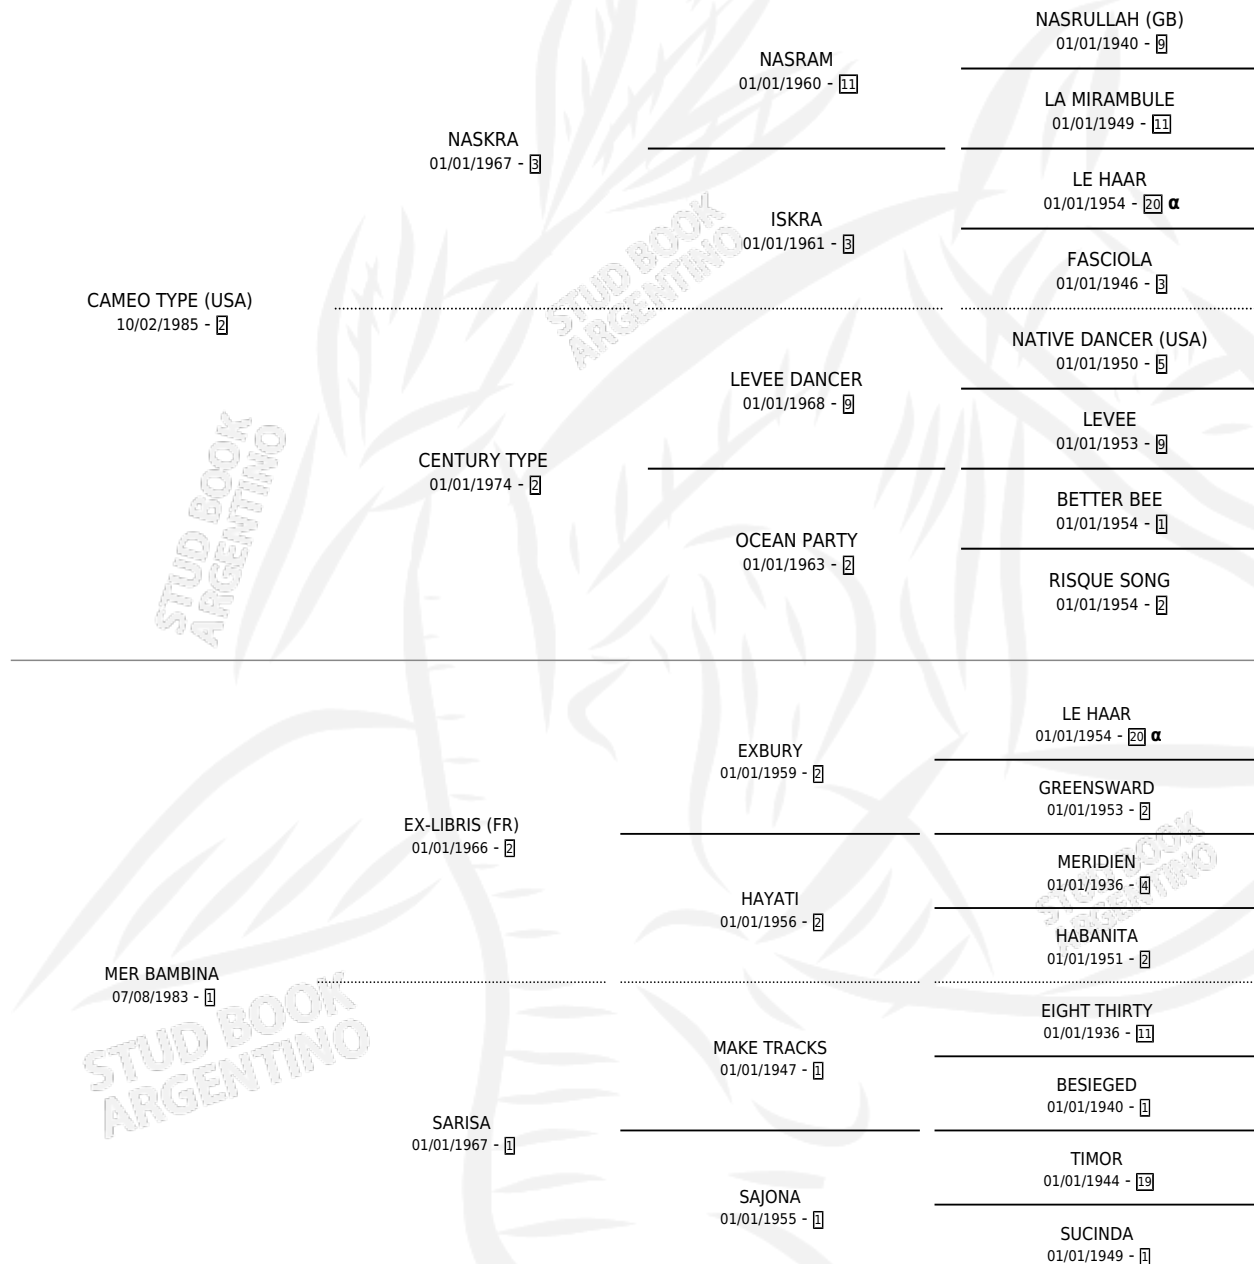 NASRULLAH (GB)
01/01/1940 - 9
NASRAM
01/01/1960 - 11
LA MIRAMBULE
01/01/1949 - 11
NASKRA
01/01/1967 - 3
LE HAAR
01/01/1954 - 20 α
ISKRA
01/01/1961 - 3
FASCIOLA
01/01/1946 - 3
CAMEO TYPE (USA)
10/02/1985 - 2
NATIVE DANCER (USA)
01/01/1950 - 5
LEVEE DANCER
01/01/1968 - 9
LEVEE
01/01/1953 - 9
CENTURY TYPE
01/01/1974 - 2
BETTER BEE
01/01/1954 - 1
OCEAN PARTY
01/01/1963 - 2
RISQUE SONG
01/01/1954 - 2
LE HAAR
01/01/1954 - 20 α
EXBURY
01/01/1959 - 2
GREENSWARD
01/01/1953 - 2
EX-LIBRIS (FR)
01/01/1966 - 2
MERIDIEN
01/01/1936 - 4
HAYATI
01/01/1956 - 2
HABANITA
01/01/1951 - 2
MER BAMBINA
07/08/1983 - 1
EIGHT THIRTY
01/01/1936 - 11
MAKE TRACKS
01/01/1947 - 1
BESIEGED
01/01/1940 - 1
SARISA
01/01/1967 - 1
TIMOR
01/01/1944 - 19
SAJONA
01/01/1955 - 1
SUCINDA
01/01/1949 - 1
STUD BOOK
ARGENTINO
STUD BOOK
ARGENTINO
STUD BOOK
ARGENTINO
STUD BOOK
ARGENTINO